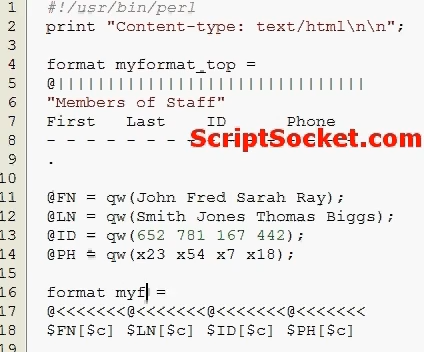 1 #!/usr/bin/perl
2 print "Content-type: text/html\n\n";
3
4 format myformat_top =
5 @||||||||||||||||||||||||||||||
6 "Members of Staff"
7 First   Last    ID      Phone
8 - - - - - - - - - - - - - - - -
ScriptSocket.com
9 .
10
11 @FN = qw(John Fred Sarah Ray);
12 @LN = qw(Smith Jones Thomas Biggs);
13 @ID = qw(652 781 167 442);
14 @PH = qw(x23 x54 x7 x18);
15
16 format myf =
17 @<<<<<<<@<<<<<<<@<<<<<<<@<<<<<<<
18 $FN[$c] $LN[$c] $ID[$c] $PH[$c]
19